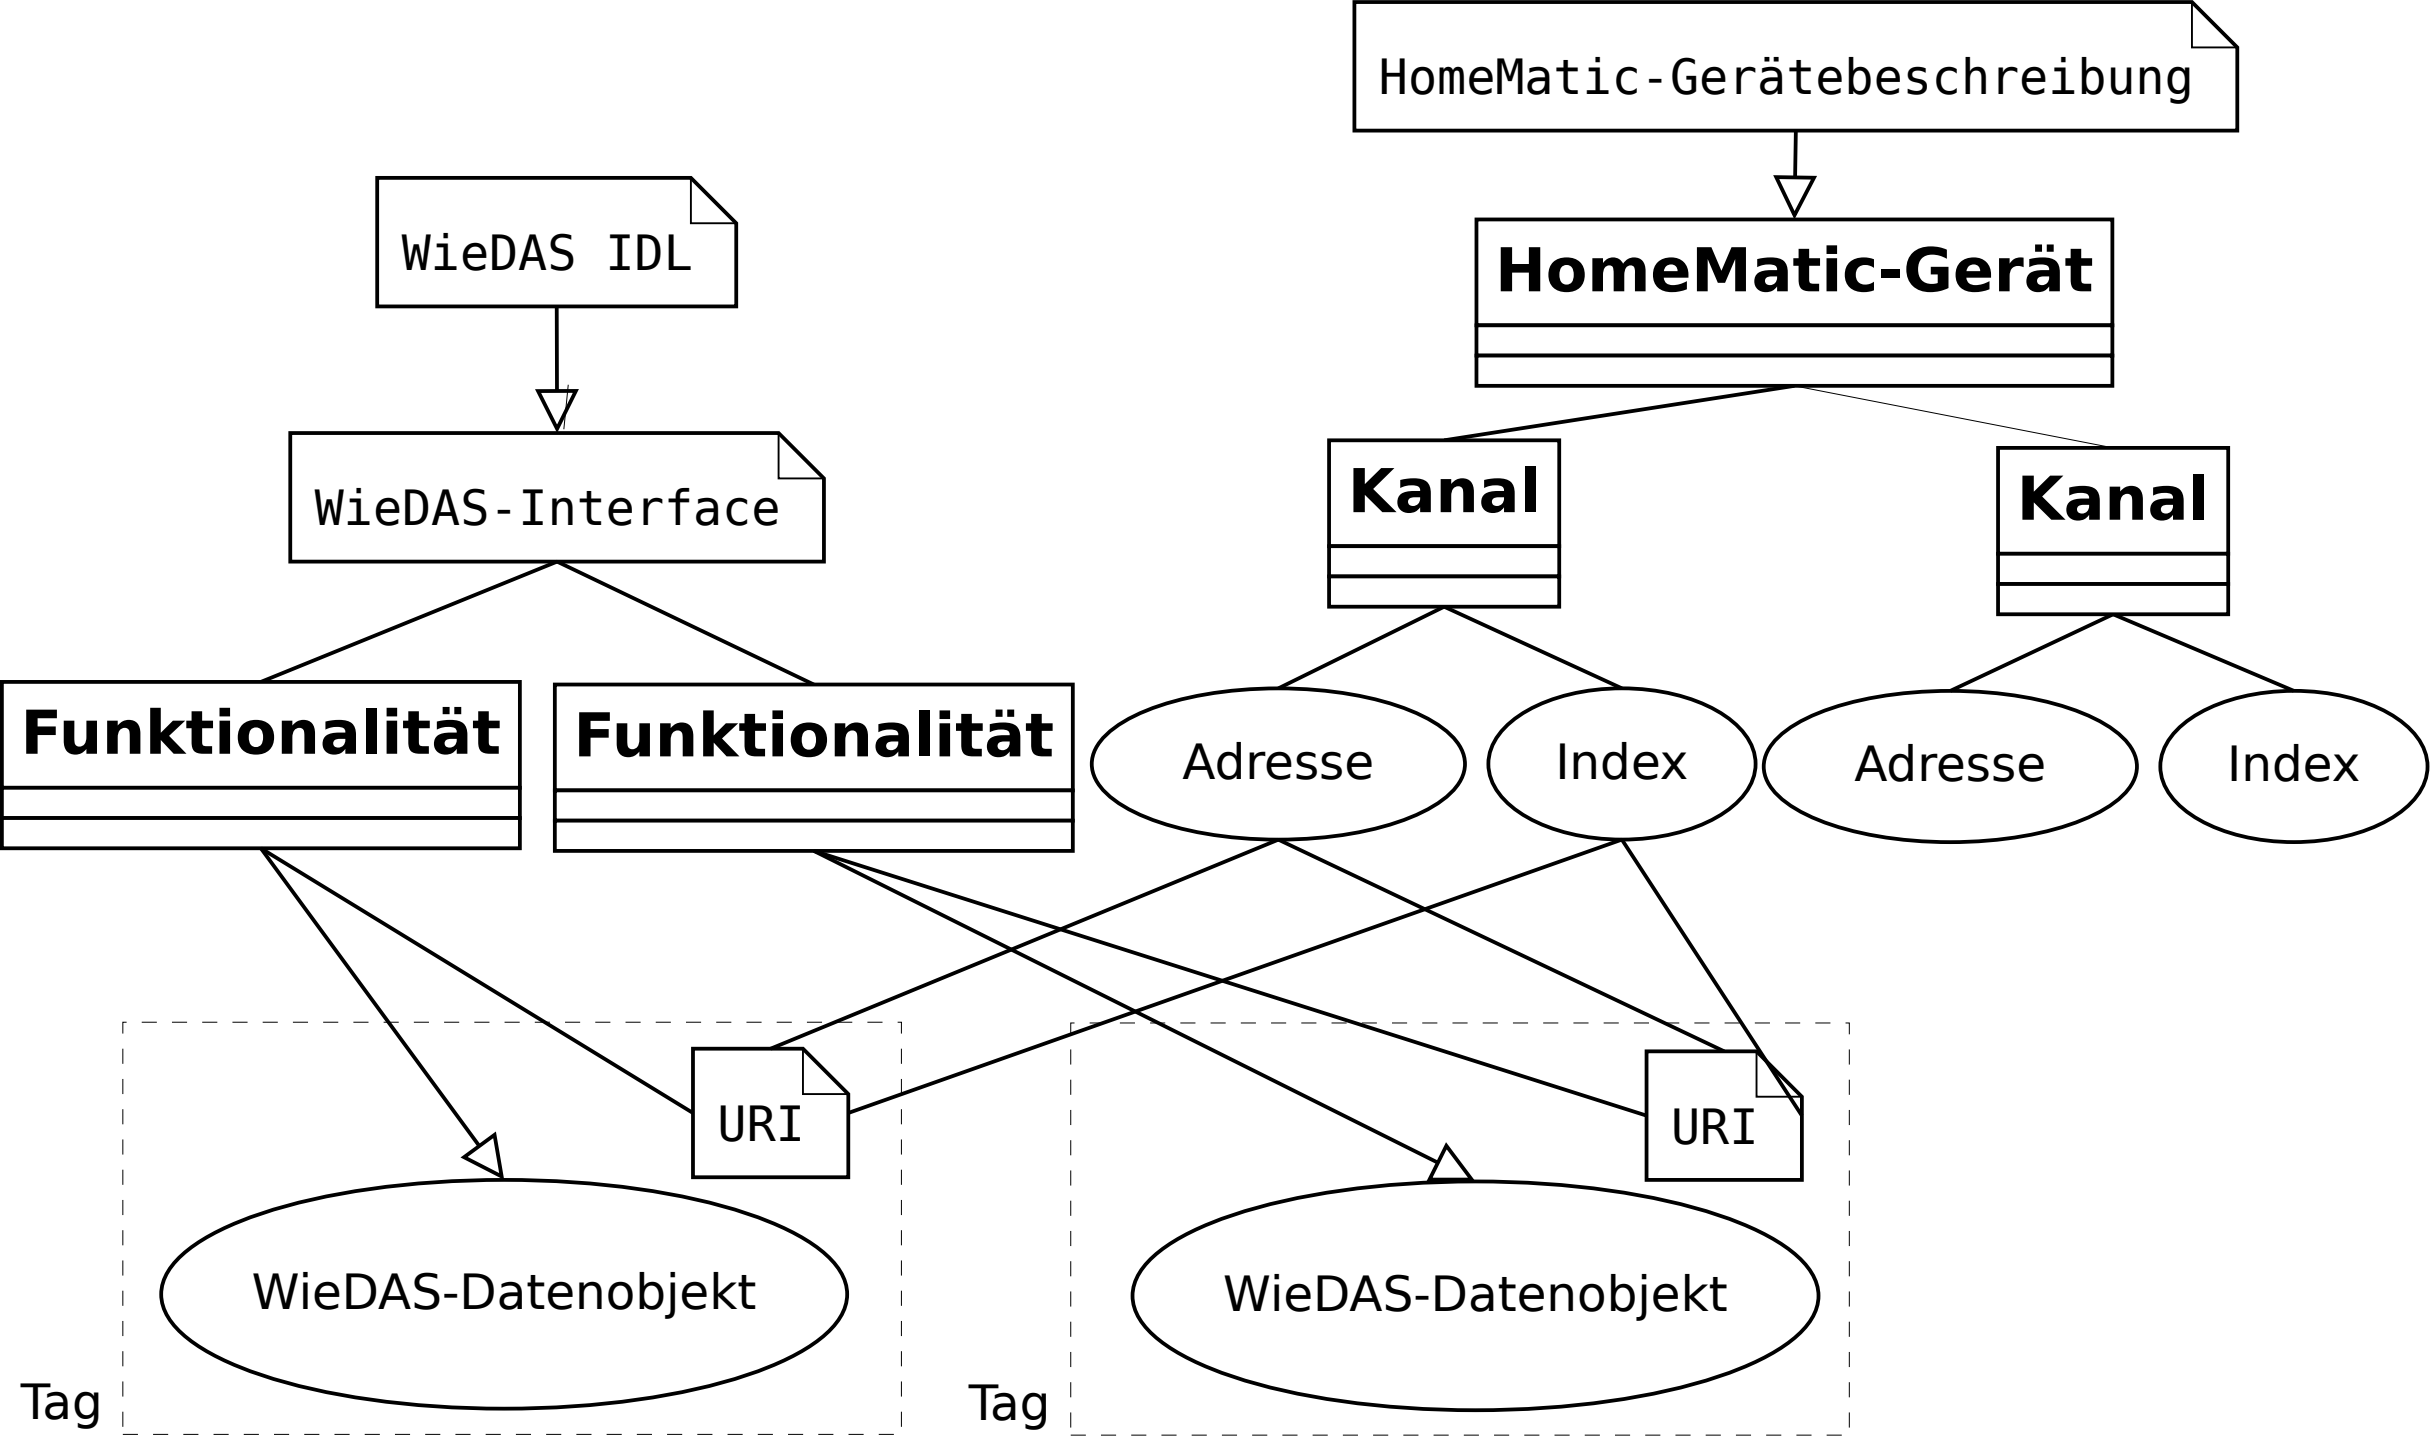 HomeMatic-Gerätebeschreibung
WieDAS IDL
HomeMatic-Gerät
WieDAS-Interface
Kanal
Kanal
Funktionalität
Funktionalität
Adresse
Index
Adresse
Index
URI
URI
WieDAS-Datenobjekt
WieDAS-Datenobjekt
Tag
Tag